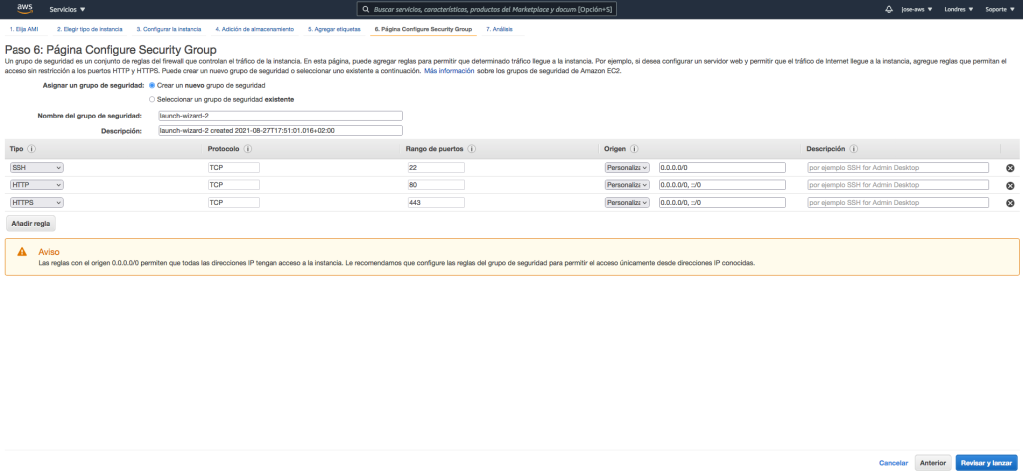 aws Servicios Buscar servicios, características, productos del Marketplace y docum [Opción+S] jose-aws Londres Soporte
1. Elija AMI 2. Elegir tipo de instancia 3. Configurar la instancia 4. Adición de almacenamiento 5. Agregar etiquetas 6. Página Configure Security Group 7. Análisis
Paso 6: Página Configure Security Group
Un grupo de seguridad es un conjunto de reglas de firewall que controlan el tráfico de la instancia. En esta página, puede agregar reglas para permitir que determinado tráfico llegue a la instancia. Por ejemplo, si desea configurar un servidor web y permitir que el tráfico de Internet llegue a la instancia, agregue reglas que permitan el
acceso sin restricción a los puertos HTTP y HTTPS. Puede crear un nuevo grupo de seguridad o seleccionar uno existente a continuación. Más información sobre los grupos de seguridad de Amazon EC2.
Asignar un grupo de seguridad: Crear un nuevo grupo de seguridad
Seleccionar un grupo de seguridad existente
Nombre del grupo de seguridad: launch-wizard-2
Descripción: launch-wizard-2 created 2021-08-27T17:51:01.016+02:00
Tipo Protocolo Rango de puertos Origen Descripción
SSH TCP 22 Personaliza 0.0.0.0/0 por ejemplo SSH for Admin Desktop
HTTP TCP 80 Personaliza 0.0.0.0/0, ::/0 por ejemplo SSH for Admin Desktop
HTTPS TCP 443 Personaliza 0.0.0.0/0, ::/0 por ejemplo SSH for Admin Desktop
Añadir regla
Aviso
Las reglas con el origen 0.0.0.0/0 permiten que todas las direcciones IP tengan acceso a la instancia. Le recomendamos que configure las reglas del grupo de seguridad para permitir el acceso únicamente desde direcciones IP conocidas.
Cancelar Anterior Revisar y lanzar